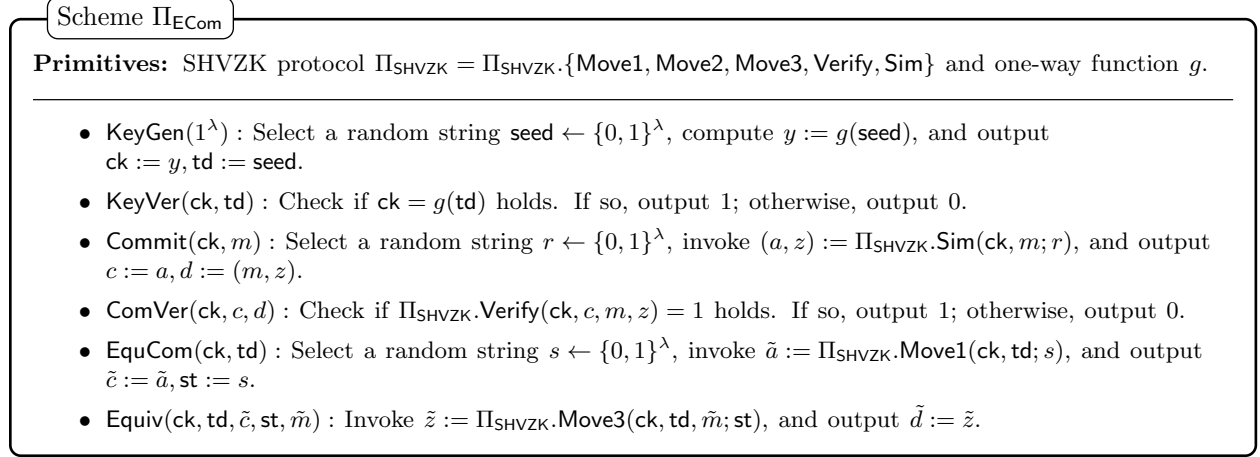 Scheme Π_ECom
Primitives: SHVZK protocol Π_SHVZK = Π_SHVZK.{Move1, Move2, Move3, Verify, Sim} and one-way function g.
• KeyGen(1^λ) : Select a random string seed ← {0, 1}^λ, compute y := g(seed), and output
ck := y, td := seed.
• KeyVer(ck, td) : Check if ck = g(td) holds. If so, output 1; otherwise, output 0.
• Commit(ck, m) : Select a random string r ← {0, 1}^λ, invoke (a, z) := Π_SHVZK.Sim(ck, m; r), and output
c := a, d := (m, z).
• ComVer(ck, c, d) : Check if Π_SHVZK.Verify(ck, c, m, z) = 1 holds. If so, output 1; otherwise, output 0.
• EquCom(ck, td) : Select a random string s ← {0, 1}^λ, invoke ã := Π_SHVZK.Move1(ck, td; s), and output
c̃ := ã, st := s.
• Equiv(ck, td, c̃, st, m̃) : Invoke z̃ := Π_SHVZK.Move3(ck, td, m̃; st), and output d̃ := z̃.